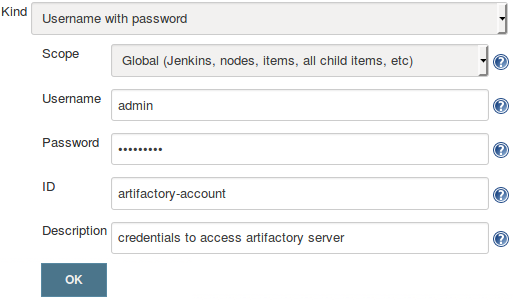 Kind Username with password
Scope Global (Jenkins, nodes, items, all child items, etc)
Username admin
Password •••••••••
ID artifactory-account
Description credentials to access artifactory server
OK